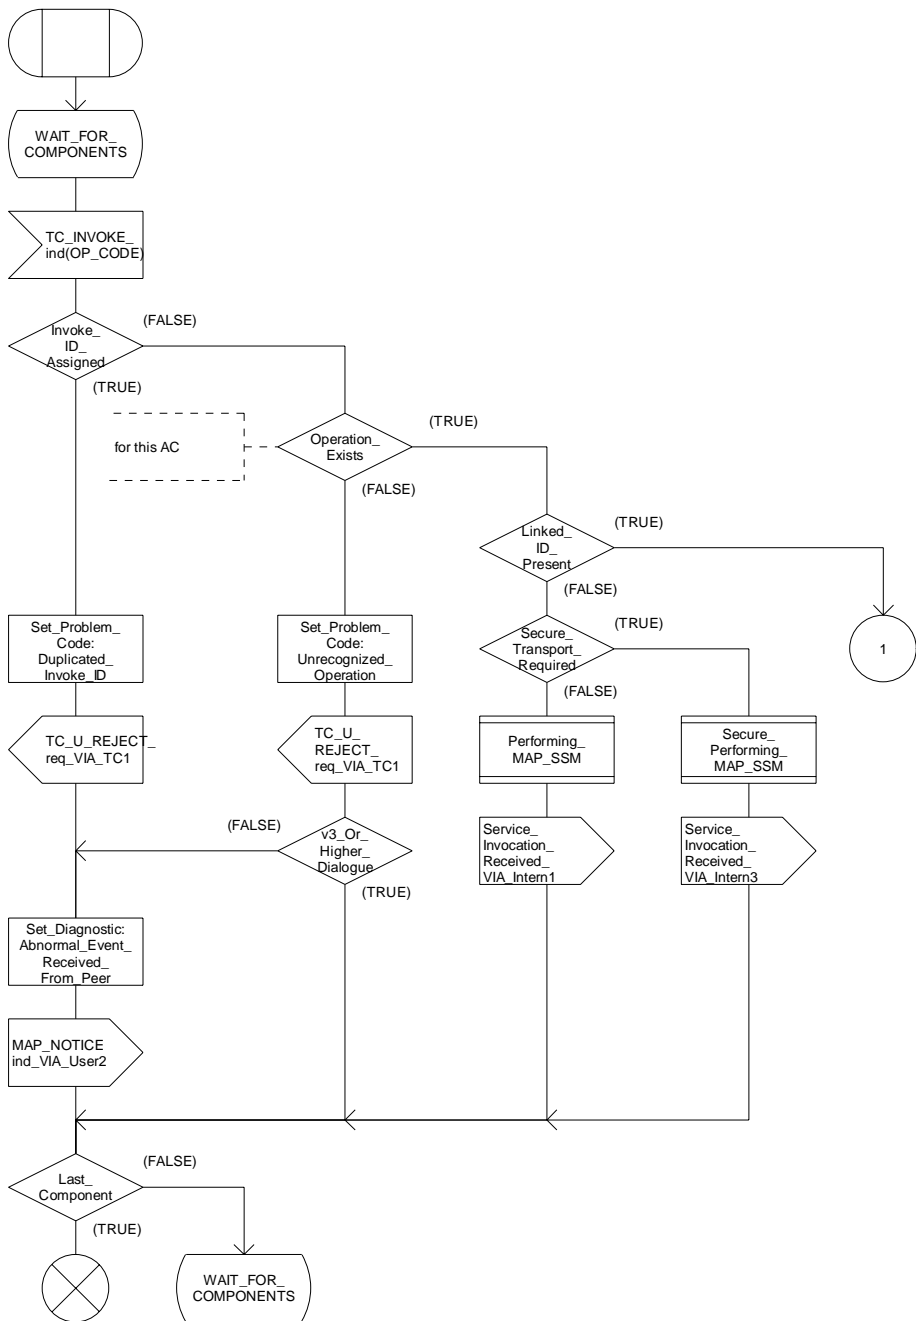 WAIT_FOR_
COMPONENTS
TC_INVOKE_
ind(OP_CODE)
(FALSE)
Invoke_
ID_
Assigned
(TRUE)
(TRUE)
for this AC
Operation_
Exists
(FALSE)
(TRUE)
Linked_
ID_
Present
(FALSE)
Set_Problem_
Code:
Duplicated_
Invoke_ID
Set_Problem_
Code:
Unrecognized_
Operation
Secure_
Transport_
Required
(TRUE)
1
(FALSE)
TC_U_REJECT_
req_VIA_TC1
TC_U_
REJECT_
req_VIA_TC1
Performing_
MAP_SSM
Secure_
Performing_
MAP_SSM
(FALSE)
v3_Or_
Higher_
Dialogue
(TRUE)
Service_
Invocation_
Received_
VIA_Intern1
Service_
Invocation_
Received_
VIA_Intern3
Set_Diagnostic:
Abnormal_Event_
Received_
From_Peer
MAP_NOTICE
ind_VIA_User2
(FALSE)
Last_
Component
(TRUE)
WAIT_FOR_
COMPONENTS